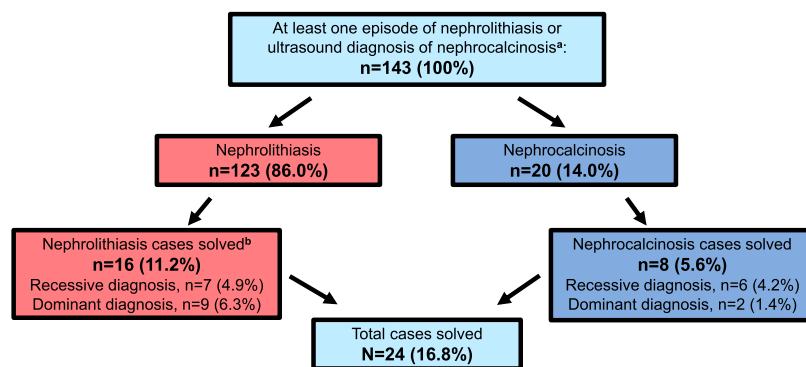 At least one episode of nephrolithiasis or
ultrasound diagnosis of nephrocalcinosisᵃ:
n=143 (100%)
Nephrolithiasis
n=123 (86.0%)
Nephrocalcinosis
n=20 (14.0%)
Nephrolithiasis cases solvedᵇ
n=16 (11.2%)
Recessive diagnosis, n=7 (4.9%)
Dominant diagnosis, n=9 (6.3%)
Nephrocalcinosis cases solved
n=8 (5.6%)
Recessive diagnosis, n=6 (4.2%)
Dominant diagnosis, n=2 (1.4%)
Total cases solved
N=24 (16.8%)